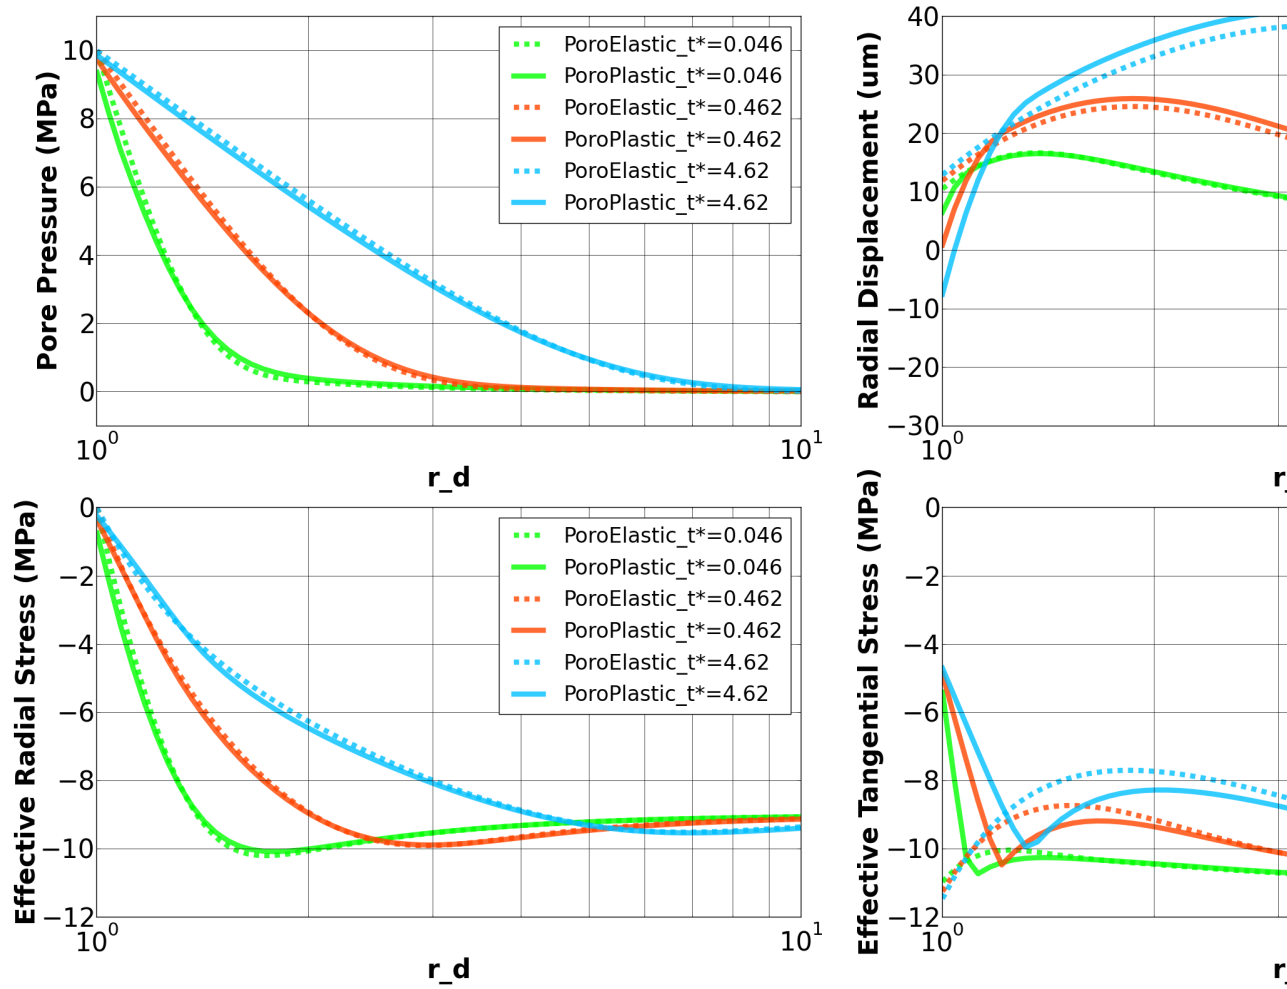 Pore Pressure (MPa)
10
8
6
4
2
0
10^0
10^1
r_d
PoroElastic_t*=0.046
PoroPlastic_t*=0.046
PoroElastic_t*=0.462
PoroPlastic_t*=0.462
PoroElastic_t*=4.62
PoroPlastic_t*=4.62
Radial Displacement (um)
40
30
20
10
0
−10
−20
−30
10^0
r_
Effective Radial Stress (MPa)
0
−2
−4
−6
−8
−10
−12
10^0
10^1
r_d
PoroElastic_t*=0.046
PoroPlastic_t*=0.046
PoroElastic_t*=0.462
PoroPlastic_t*=0.462
PoroElastic_t*=4.62
PoroPlastic_t*=4.62
Effective Tangential Stress (MPa)
0
−2
−4
−6
−8
−10
−12
10^0
r_